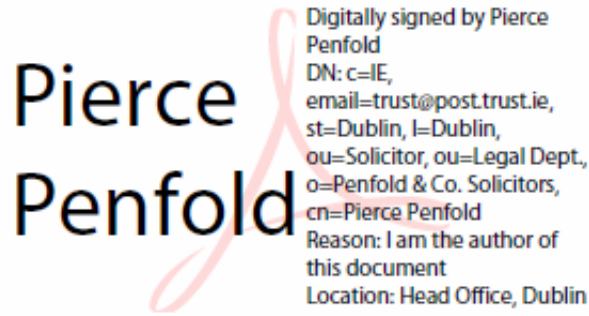 Pierce
Penfold
Digitally signed by Pierce
Penfold
DN: c=IE,
email=trust@post.trust.ie,
st=Dublin, l=Dublin,
ou=Solicitor, ou=Legal Dept.,
o=Penfold & Co. Solicitors,
cn=Pierce Penfold
Reason: I am the author of
this document
Location: Head Office, Dublin